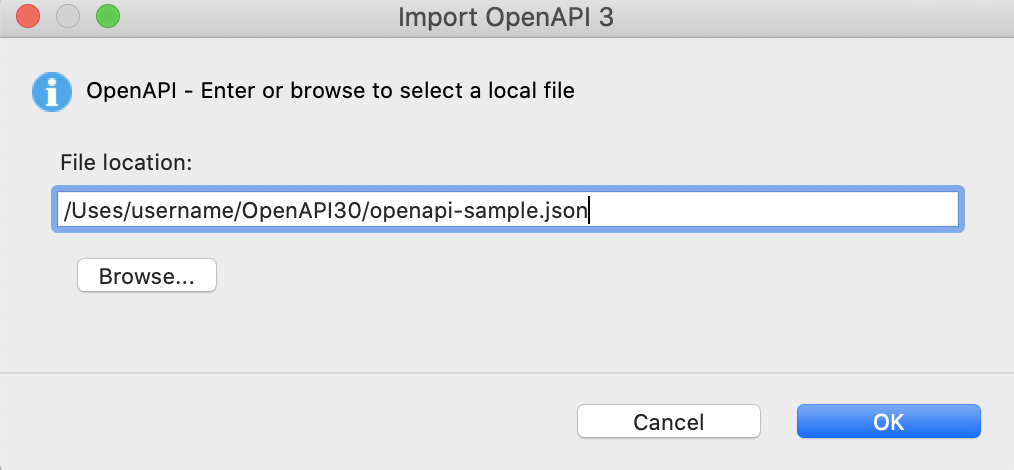 Import OpenAPI 3
OpenAPI - Enter or browse to select a local file
File location:
/Uses/username/OpenAPI30/openapi-sample.json
Browse...
Cancel
OK